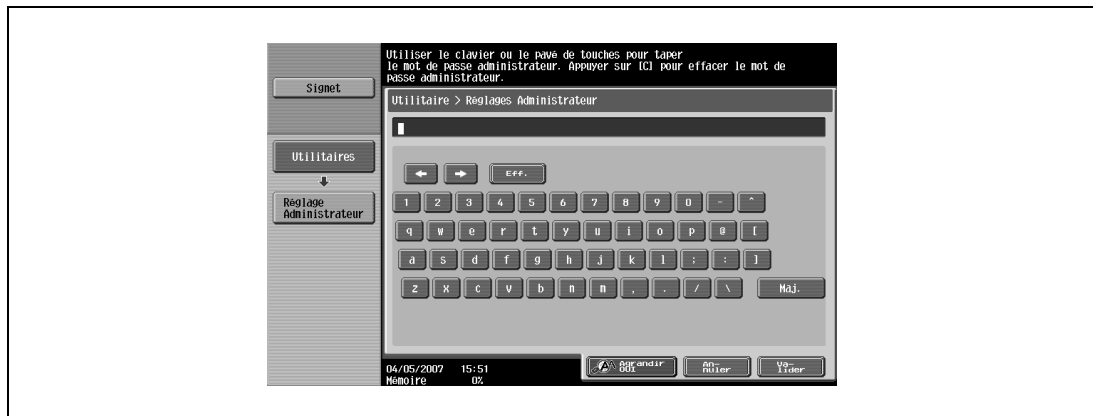 Utiliser le clavier ou le pavé de touches pour taper
le mot de passe administrateur. Appuyer sur [C] pour effacer le mot de
passe administrateur.
Signet
Utilitaire > Réglages Administrateur
Utilitaires
Réglage
Administrateur
Eff.
1 2 3 4 5 6 7 8 9 0 - ^
q w e r t y u i o p @ [
a s d f g h j k l ; : ]
z x c v b n m , . / \ Maj.
04/05/2007 15:51
Mémoire 0%
Agrandir
An-
nuler
Va-
lider